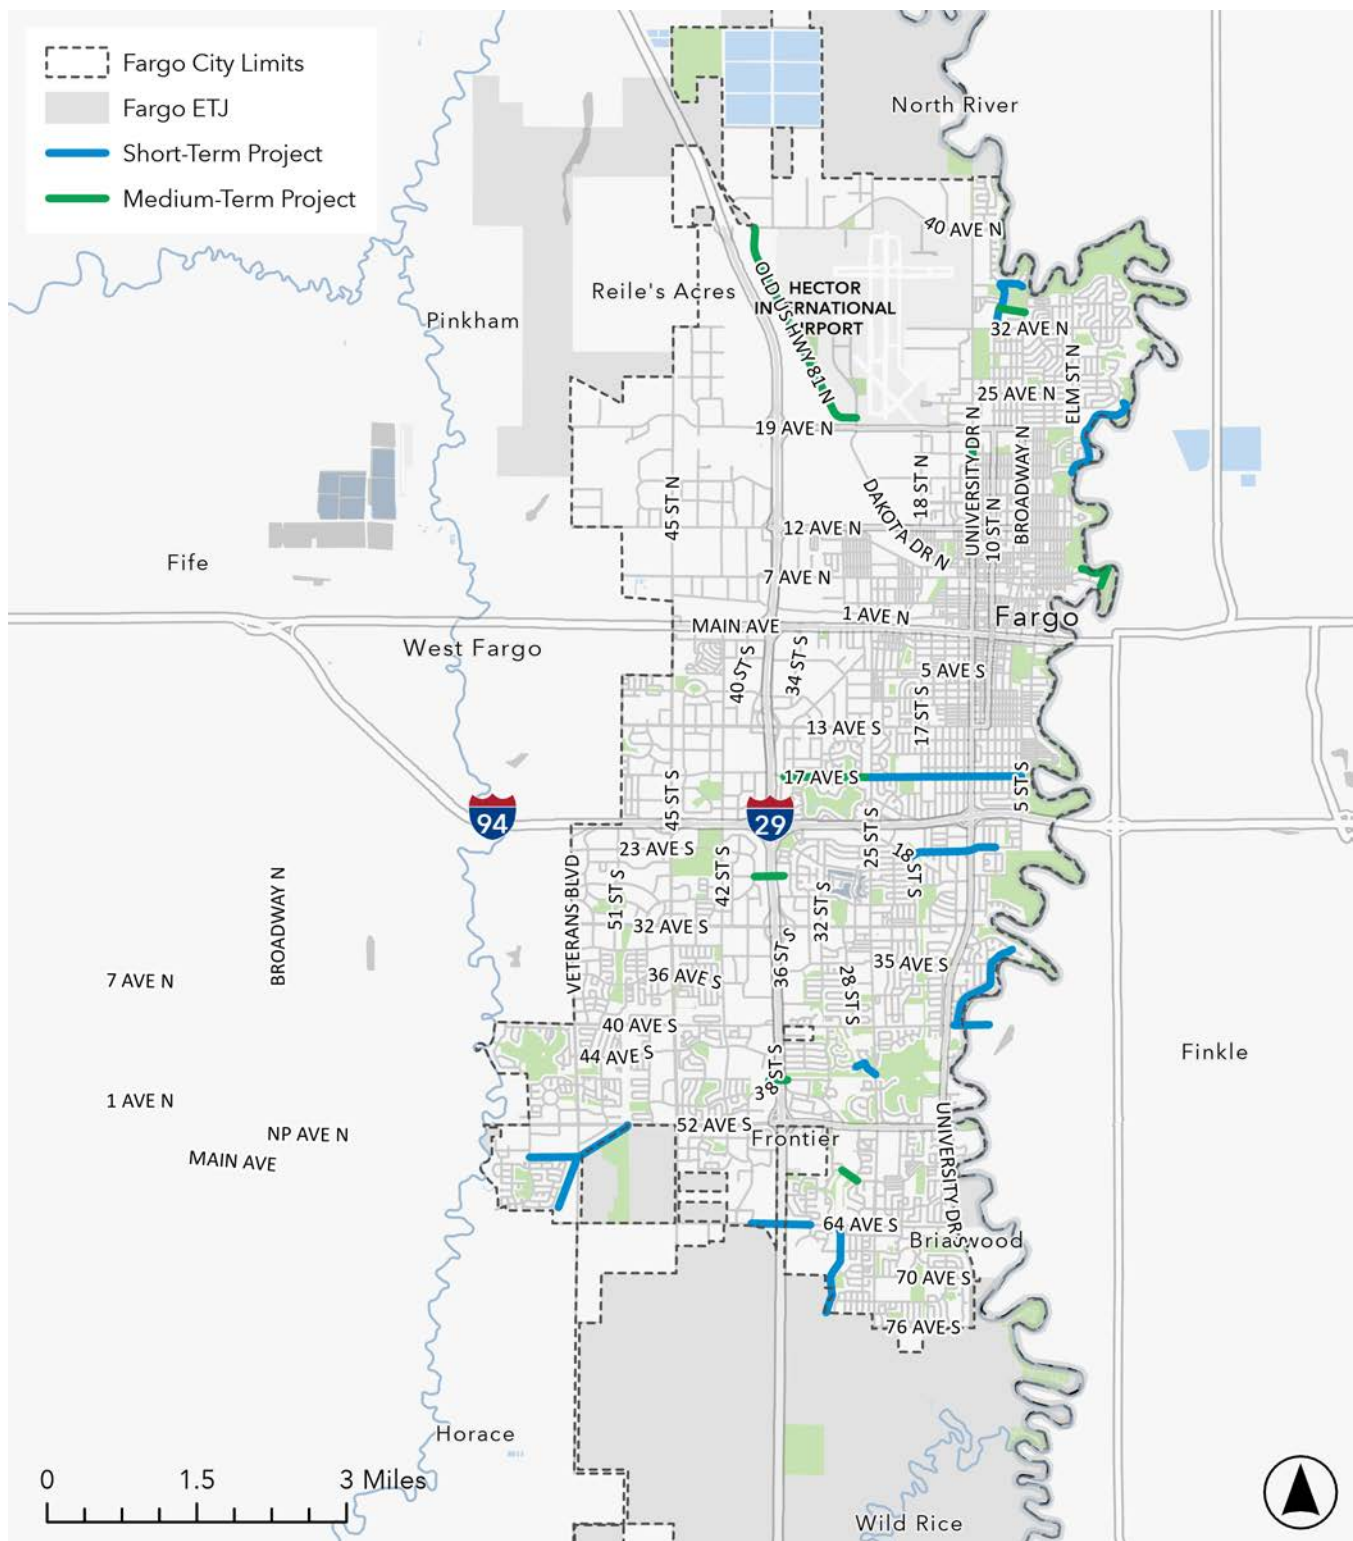 Fargo City Limits
Fargo ETJ
Short-Term Project
Medium-Term Project
North River
40 AVE N
Reile's Acres
HECTOR
INTERNATIONAL
AIRPORT
OLD US HWY 81 N
Pinkham
32 AVE N
25 AVE N
ELM ST N
19 AVE N
UNIVERSITY DR N
BROADWAY N
18 ST N
10 ST N
45 ST N
DAKOTA DR N
12 AVE N
Fife
7 AVE N
1 AVE N
Fargo
MAIN AVE
West Fargo
40 ST S
34 ST S
5 AVE S
17 ST S
13 AVE S
17 AVE S
5 ST S
45 ST S
94
29
25 ST S
23 AVE S
18 ST S
42 ST S
VETERANS BLVD
51 ST S
32 ST S
BROADWAY N
32 AVE S
36 ST S
35 AVE S
7 AVE N
36 AVE S
28 ST S
40 AVE S
44 AVE S
Finkle
38 ST S
1 AVE N
NP AVE N
52 AVE S
Frontier
UNIVERSITY DR S
MAIN AVE
64 AVE S
Briarwood
70 AVE S
76 AVE S
Horace
0 1.5 3 Miles
Wild Rice